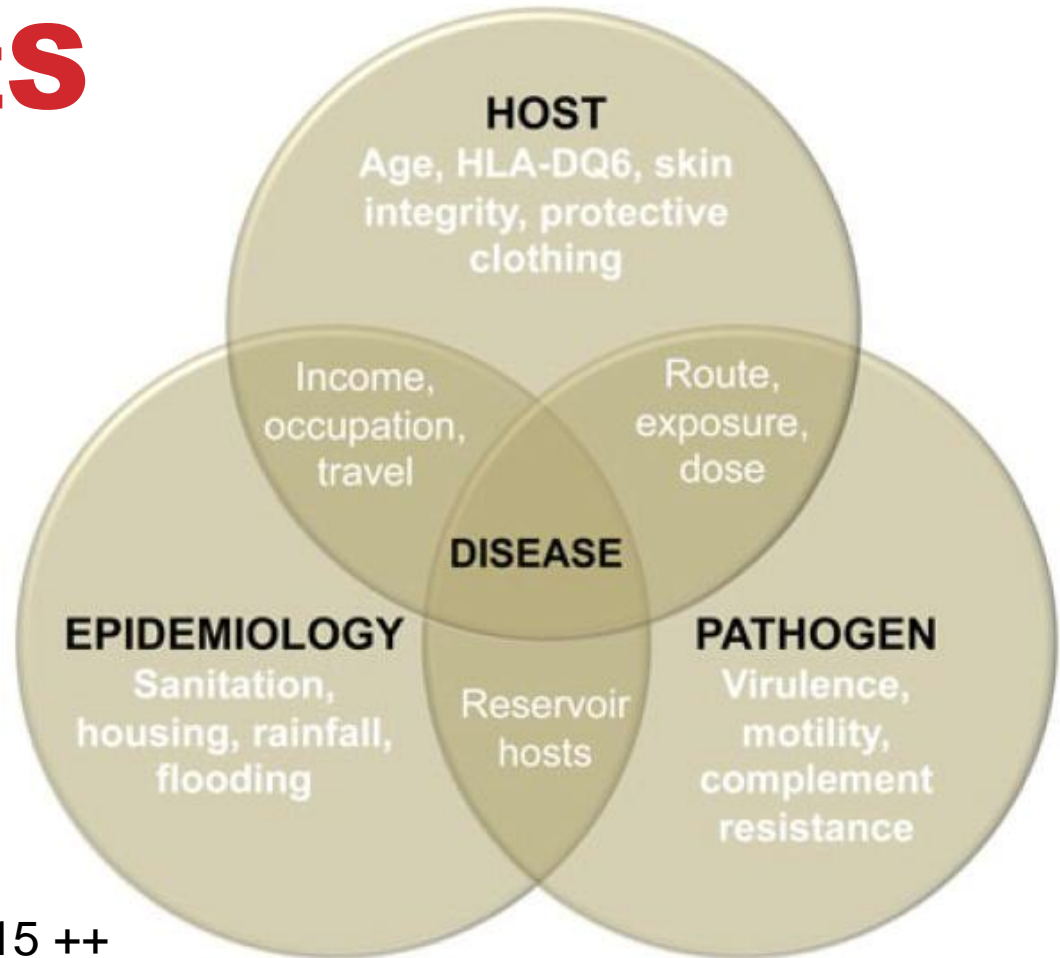 HOST
Age, HLA-DQ6, skin
integrity, protective
clothing
Income,
occupation,
travel
Route,
exposure,
dose
DISEASE
EPIDEMIOLOGY
Sanitation,
housing, rainfall,
flooding
Reservoir
hosts
PATHOGEN
Virulence,
motility,
complement
resistance
15 ++